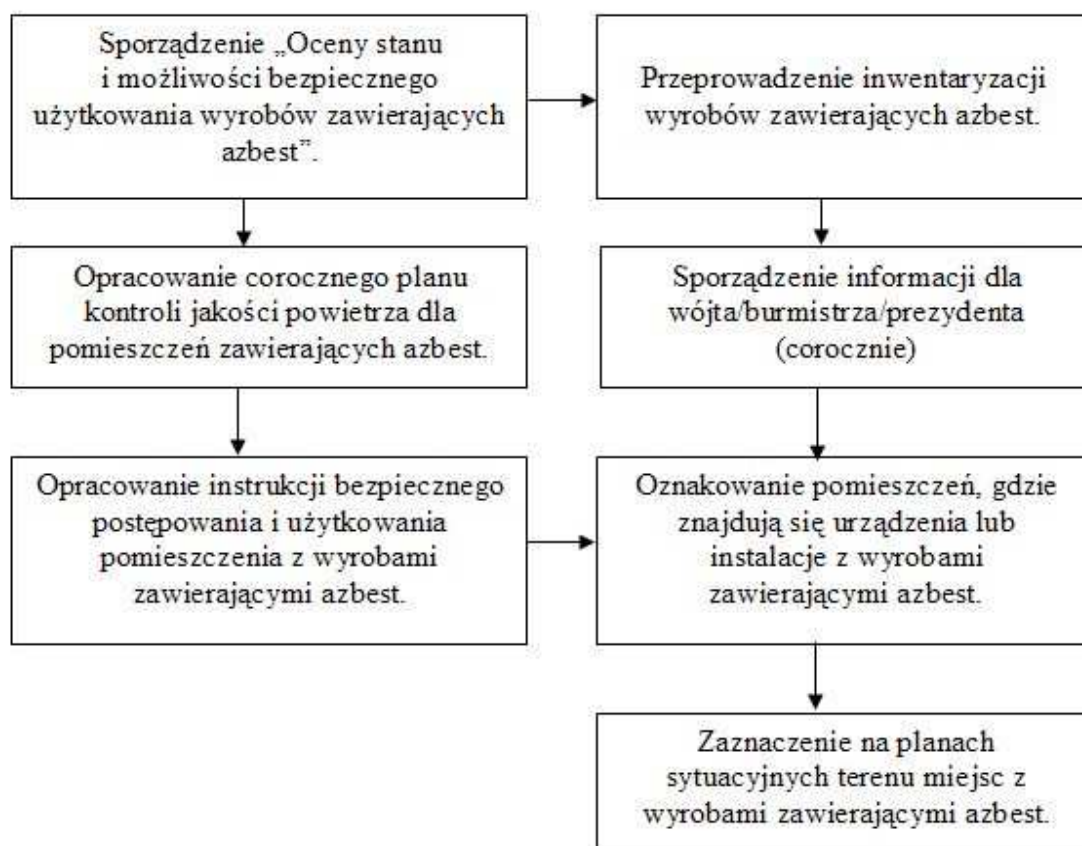 Sporządzenie „Oceny stanu
i możliwości bezpiecznego
użytkowania wyrobów zawierających
azbest”.
Przeprowadzenie inwentaryzacji
wyrobów zawierających azbest.
Opracowanie corocznego planu
kontroli jakości powietrza dla
pomieszczeń zawierających azbest.
Sporządzenie informacji dla
wójta/burmistrza/prezydenta
(corocznie)
Opracowanie instrukcji bezpiecznego
postępowania i użytkowania
pomieszczenia z wyrobami
zawierającymi azbest.
Oznakowanie pomieszczeń, gdzie
znajdują się urządzenia lub
instalacje z wyrobami
zawierającymi azbest.
Zaznaczenie na planach
sytuacyjnych terenu miejsc z
wyrobami zawierającymi azbest.